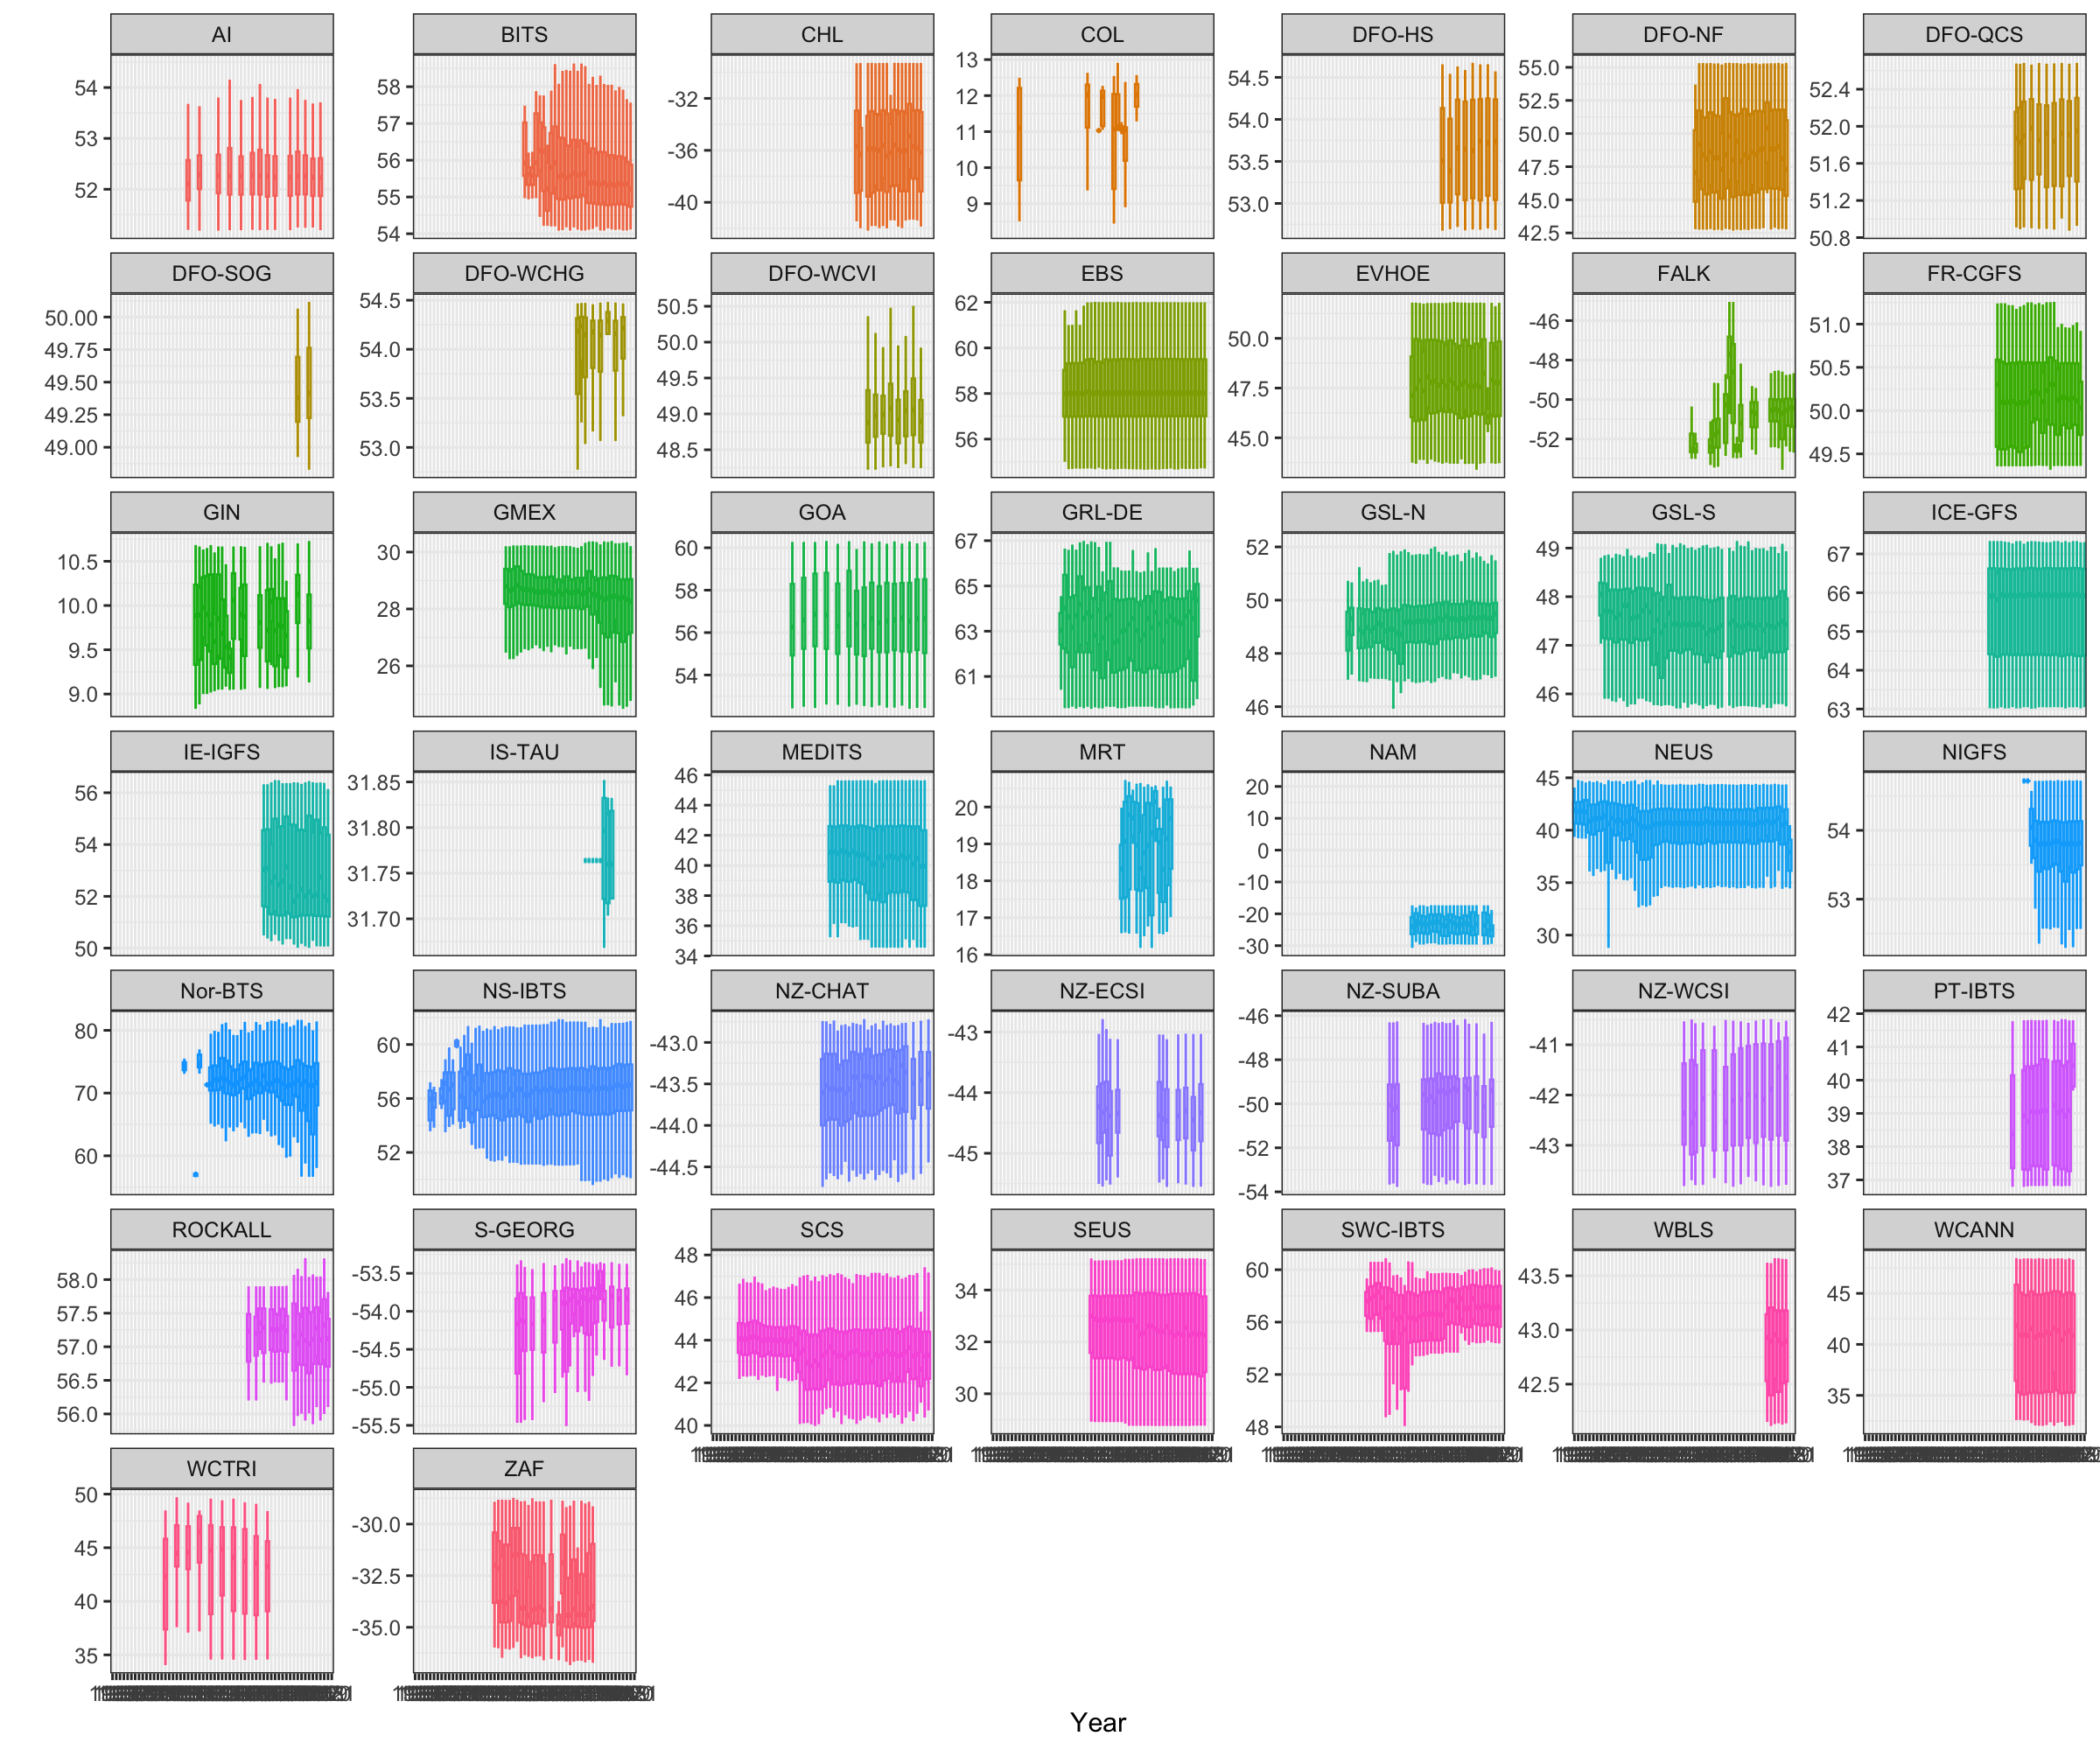 AI BITS CHL COL DFO-HS DFO-NF DFO-QCS
54 53 52
58 57 56 55 54
-32 -36 -40
13 12 11 10 9
54.5 54.0 53.5 53.0
55.0 52.5 50.0 47.5 45.0 42.5
52.4 52.0 51.6 51.2 50.8
DFO-SOG DFO-WCHG DFO-WCVI EBS EVHOE FALK FR-CGFS
50.00 49.75 49.50 49.25 49.00
54.5 54.0 53.5 53.0
50.5 50.0 49.5 49.0 48.5
62 60 58 56
50.0 47.5 45.0
-46 -48 -50 -52
51.0 50.5 50.0 49.5
GIN GMEX GOA GRL-DE GSL-N GSL-S ICE-GFS
10.5 10.0 9.5 9.0
30 28 26
60 58 56 54
67 65 63 61
52 50 48 46
49 48 47 46
67 66 65 64 63
IE-IGFS IS-TAU MEDITS MRT NAM NEUS NIGFS
56 54 52 50
31.85 31.80 31.75 31.70
46 44 42 40 38 36 34
20 19 18 17 16
20 10 0 -10 -20 -30
45 40 35 30
54 53
Nor-BTS NS-IBTS NZ-CHAT NZ-ECSI NZ-SUBA NZ-WCSI PT-IBTS
80 70 60
60 56 52
-43.0 -43.5 -44.0 -44.5
-43 -44 -45
-46 -48 -50 -52 -54
-41 -42 -43
42 41 40 39 38 37
ROCKALL S-GEORG SCS SEUS SWC-IBTS WBLS WCANN
58.0 57.5 57.0 56.5 56.0
-53.5 -54.0 -54.5 -55.0 -55.5
48 46 44 42 40
34 32 30
60 56 52 48
43.5 43.0 42.5
45 40 35
WCTRI ZAF
50 45 40 35
-30.0 -32.5 -35.0
Year